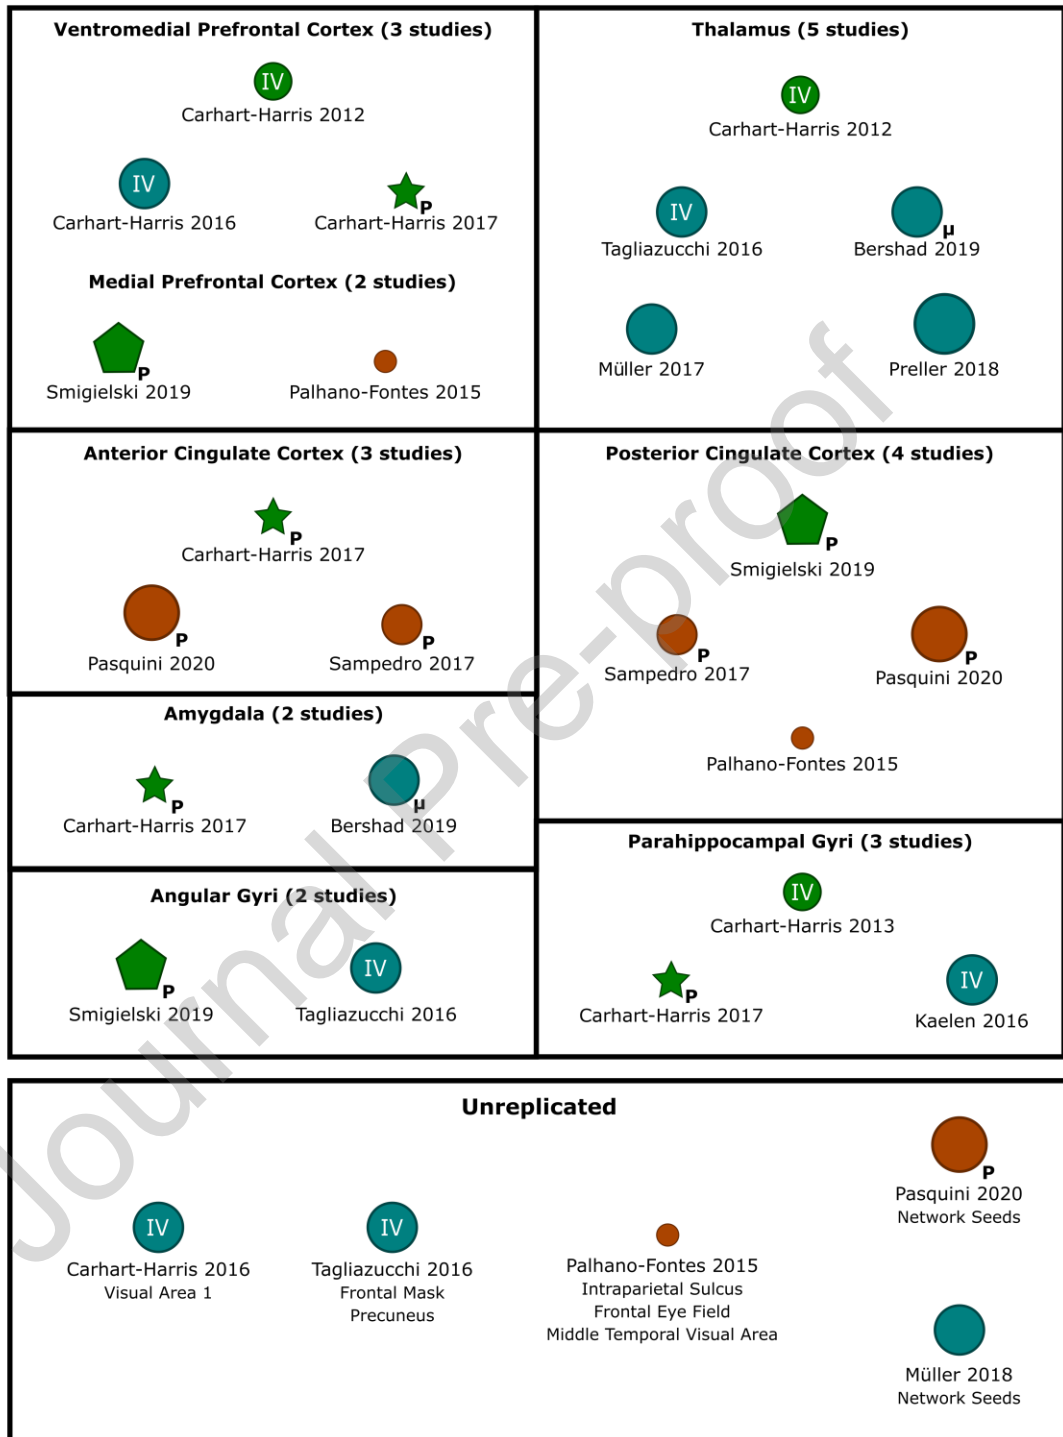 Ventromedial Prefrontal Cortex (3 studies)
IV
Carhart-Harris 2012
IV
Carhart-Harris 2016
P
Carhart-Harris 2017
Medial Prefrontal Cortex (2 studies)
P
Smigielski 2019
Palhano-Fontes 2015
Thalamus (5 studies)
IV
Carhart-Harris 2012
IV
Tagliazucchi 2016
µ
Bershad 2019
Müller 2017
Preller 2018
Anterior Cingulate Cortex (3 studies)
P
Carhart-Harris 2017
P
Pasquini 2020
P
Sampedro 2017
Posterior Cingulate Cortex (4 studies)
P
Smigielski 2019
P
Sampedro 2017
P
Pasquini 2020
Palhano-Fontes 2015
Amygdala (2 studies)
P
Carhart-Harris 2017
µ
Bershad 2019
Angular Gyri (2 studies)
P
Smigielski 2019
IV
Tagliazucchi 2016
Parahippocampal Gyri (3 studies)
IV
Carhart-Harris 2013
P
Carhart-Harris 2017
IV
Kaelen 2016
Unreplicated
IV
Carhart-Harris 2016
Visual Area 1
IV
Tagliazucchi 2016
Frontal Mask
Precuneus
Palhano-Fontes 2015
Intraparietal Sulcus
Frontal Eye Field
Middle Temporal Visual Area
P
Pasquini 2020
Network Seeds
Müller 2018
Network Seeds
Journal Pre-proof